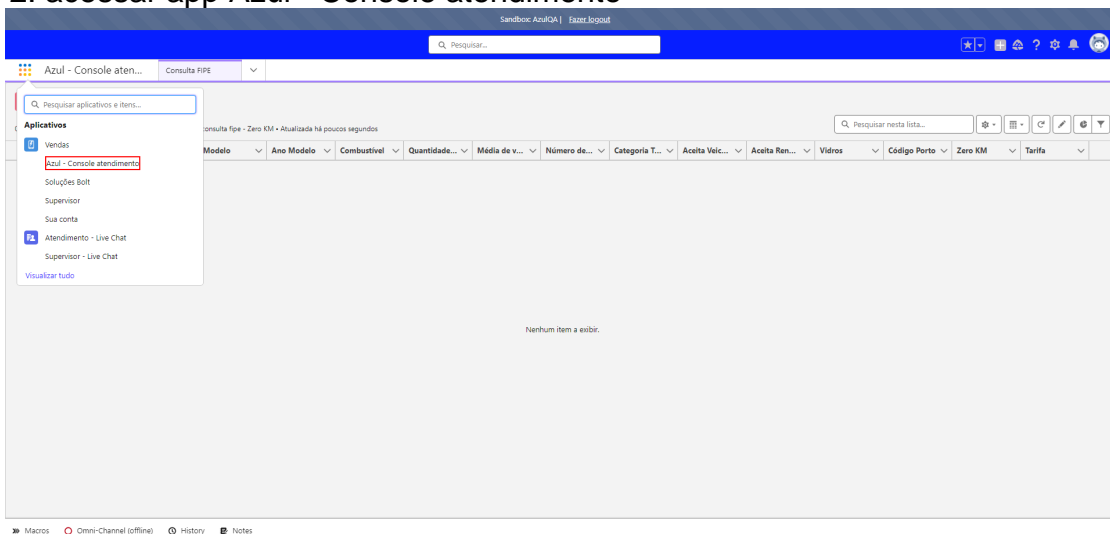 2. acessar app Azul - Console atendimento
Sandbox: AzulQA | Fazer logout
Pesquisar...
Azul - Console aten...
Consulta FIPE
Pesquisar aplicativos e itens...
Aplicativos
Vendas
Azul - Console atendimento
Soluções Bolt
Supervisor
Sua conta
Atendimento - Live Chat
Supervisor - Live Chat
Visualizar tudo
consulta fipe - Zero KM • Atualizada há poucos segundos
Pesquisar nesta lista...
Modelo
Ano Modelo
Combustível
Quantidade...
Média de v...
Número de...
Categoria T...
Aceita Veic...
Aceita Ren...
Vidros
Código Porto
Zero KM
Tarifa
Nenhum item a exibir.
Macros
Omni-Channel (offline)
History
Notes